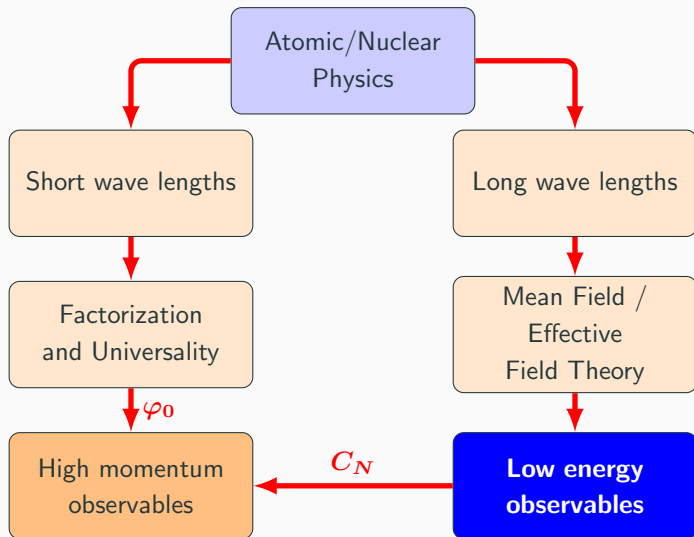 Atomic/Nuclear
Physics
Short wave lengths
Long wave lengths
Factorization
and Universality
Mean Field /
Effective
Field Theory
φ₀
High momentum
observables
C_N
Low energy
observables